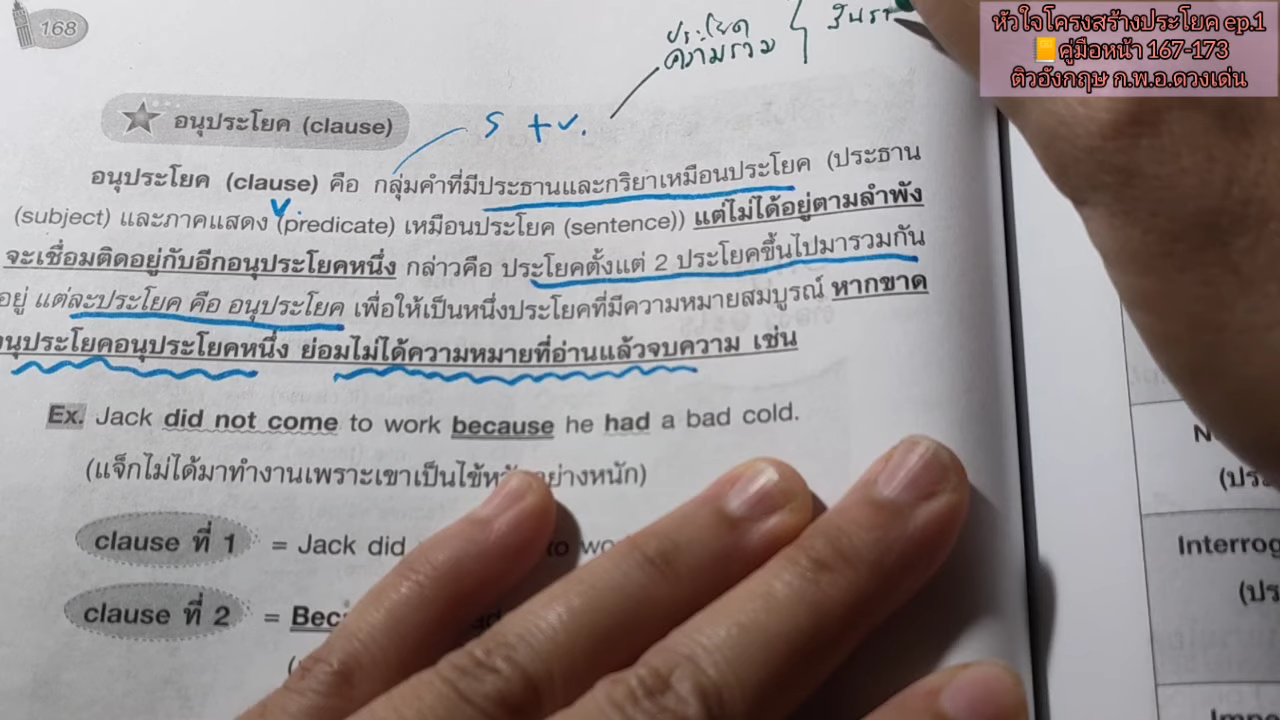 168
ประโยค
ความรวม
หัวใจโครงสร้างประโยค ep.1
คู่มือหน้า 167-173
ติวอังกฤษ ก.พ.อ.ดวงเด่น
อนุประโยค (clause)
S + v.
อนุประโยค (clause) คือ กลุ่มคำที่มีประธานและกริยาเหมือนประโยค (ประธาน
v
(subject) และภาคแสดง (predicate) เหมือนประโยค (sentence)) แต่ไม่ได้อยู่ตามลำพัง
จะเชื่อมติดอยู่กับอีกอนุประโยคหนึ่ง กล่าวคือ ประโยคตั้งแต่ 2 ประโยคขึ้นไปมารวมกัน
อยู่ แต่ละประโยค คือ อนุประโยค เพื่อให้เป็นหนึ่งประโยคที่มีความหมายสมบูรณ์ หากขาด
นุประโยคอนุประโยคหนึ่ง ย่อมไม่ได้ความหมายที่อ่านแล้วจบความ เช่น
Ex. Jack did not come to work because he had a bad cold.
(แจ็กไม่ได้มาทำงานเพราะเขาเป็นไข้หวัดอย่างหนัก)
clause ที่ 1 = Jack did to
clause ที่ 2 =
Interrog
(ปร